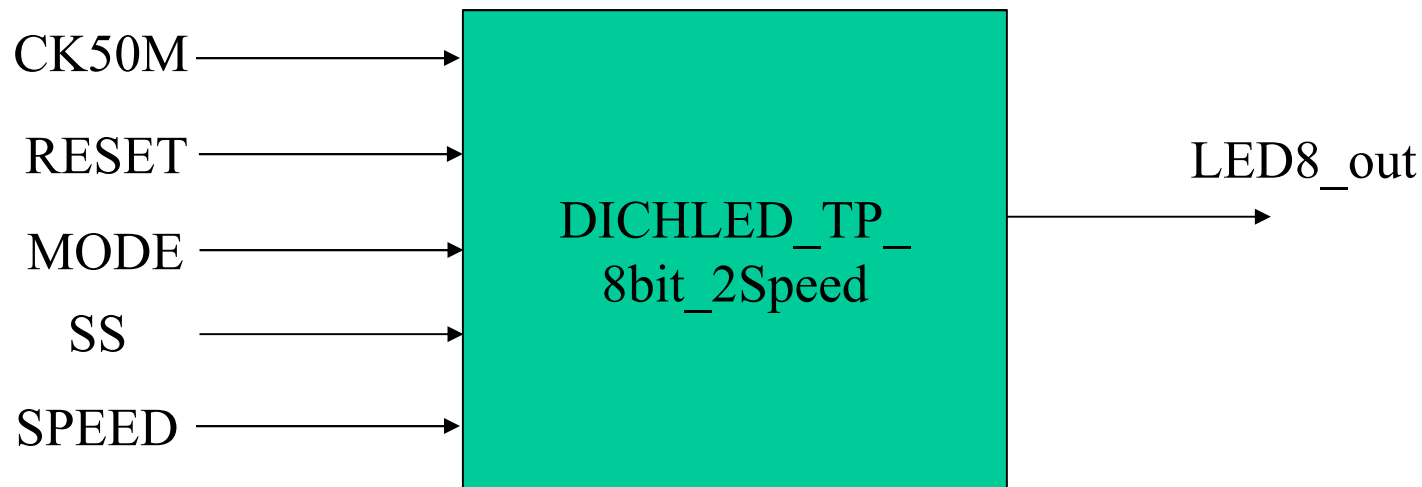 CK50M
RESET
MODE
SS
SPEED
DICHLED_TP_
8bit_2Speed
LED8_out